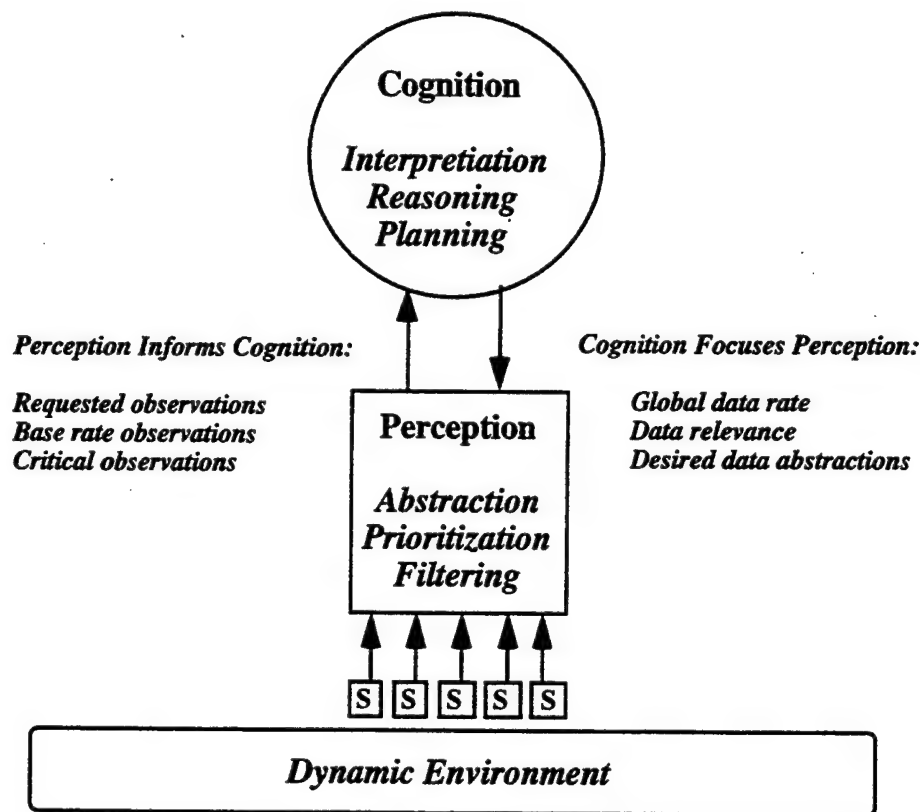 Cognition
Interpretiation
Reasoning
Planning
Perception Informs Cognition:
Requested observations
Base rate observations
Critical observations
Cognition Focuses Perception:
Global data rate
Data relevance
Desired data abstractions
Perception
Abstraction
Prioritization
Filtering
S S S S S
Dynamic Environment